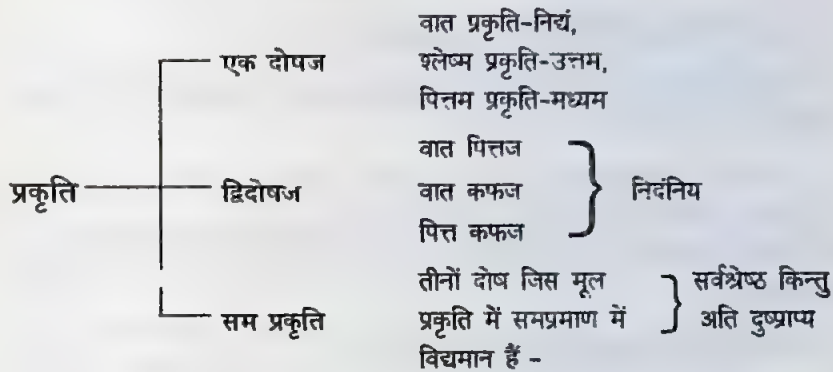 वात प्रकृति-निद्यं,
एक दोषज श्लेष्म प्रकृति-उत्तम,
पित्तम प्रकृति-मध्यम
वात पित्तज
प्रकृति द्विदोषज वात कफज निदंनिय
पित्त कफज
तीनों दोष जिस मूल सर्वश्रेष्ठ किन्तु
सम प्रकृति प्रकृति में समप्रमाण में अति दुष्प्राप्य
विद्यमान हैं -